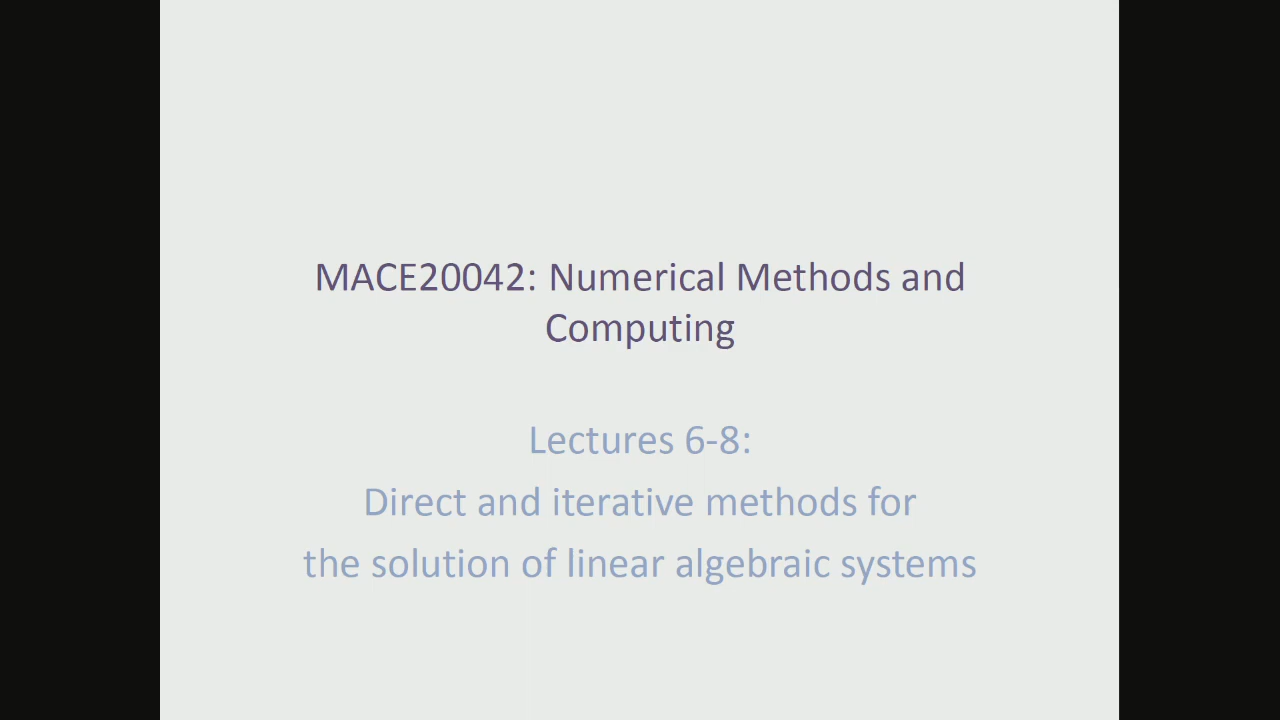 MACE20042: Numerical Methods and
Computing
Lectures 6-8:
Direct and iterative methods for
the solution of linear algebraic systems